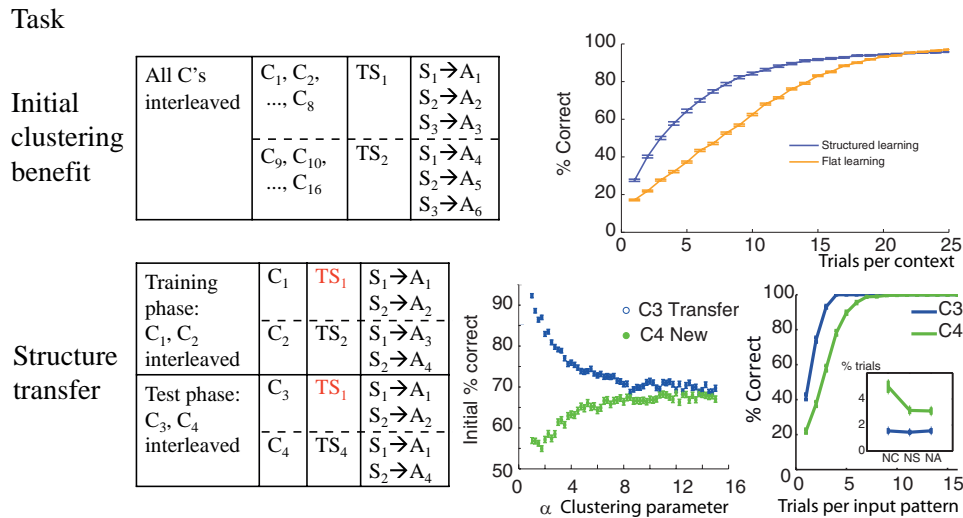 Task
Initial
clustering
benefit
All C's
interleaved
C₁, C₂,
..., C₈
TS₁
S₁→A₁
S₂→A₂
S₃→A₃
C₉, C₁₀,
..., C₁₆
TS₂
S₁→A₄
S₂→A₅
S₃→A₆
% Correct
100
80
60
40
20
0
Structured learning
Flat learning
0 5 10 15 20 25
Trials per context
Structure
transfer
Training
phase:
C₁, C₂
interleaved
C₁
TS₁
S₁→A₁
S₂→A₂
C₂
TS₂
S₁→A₃
S₂→A₄
Test phase:
C₃, C₄
interleaved
C₃
TS₁
S₁→A₁
S₂→A₂
C₄
TS₄
S₁→A₁
S₂→A₄
Initial % correct
95
90
80
70
60
50
C3 Transfer
C4 New
0 4 8 12 16
α Clustering parameter
% Correct
100
80
60
40
20
0
C3
C4
% trials
4
2
0
NC NS NA
0 5 10 15
Trials per input pattern